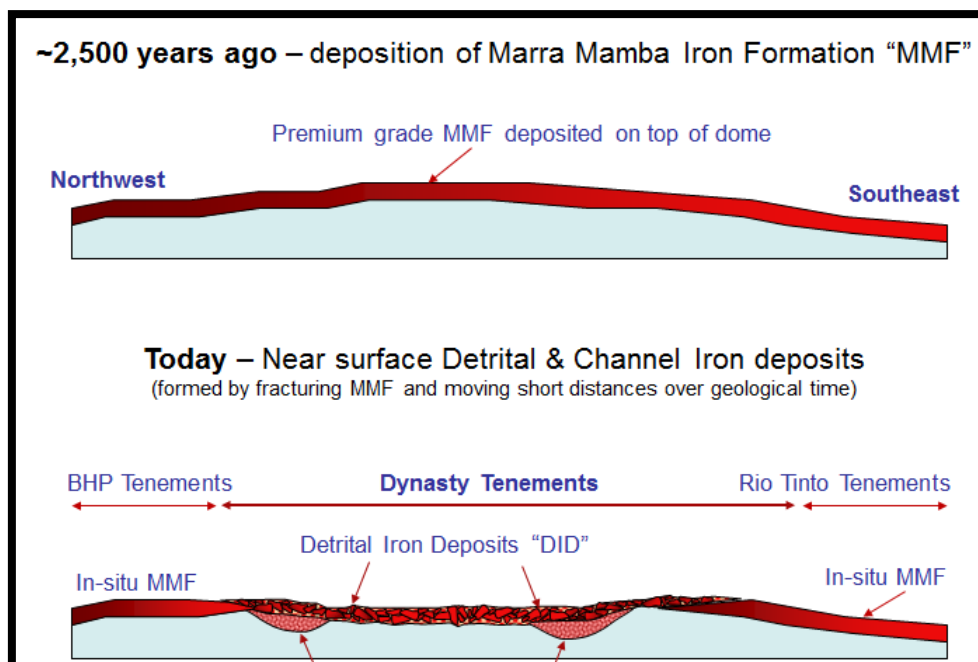 ~2,500 years ago – deposition of Marra Mamba Iron Formation “MMF”
Premium grade MMF deposited on top of dome
Northwest
Southeast
Today – Near surface Detrital & Channel Iron deposits
(formed by fracturing MMF and moving short distances over geological time)
BHP Tenements
Dynasty Tenements
Rio Tinto Tenements
Detrital Iron Deposits “DID”
In-situ MMF
In-situ MMF